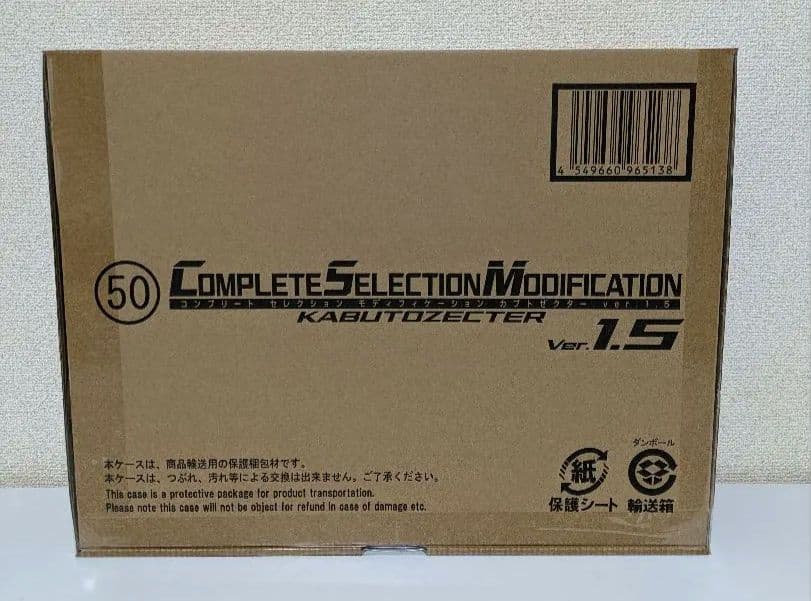 4 549660 965138
50 COMPLETE SELECTION MODIFICATION
コンプリート セレクション モディフィケーション カブトゼクター ver.1.5
KABUTOZECTER
Ver.1.5
本ケースは、商品輸送用の保護梱包材です。
本ケースは、つぶれ、汚れ等による交換は出来ません。ご了承ください。
This case is a protective package for product transportation.
Please note this case will not be object for refund in case of damage etc.
紙
保護シート
ダンボール
輸送箱